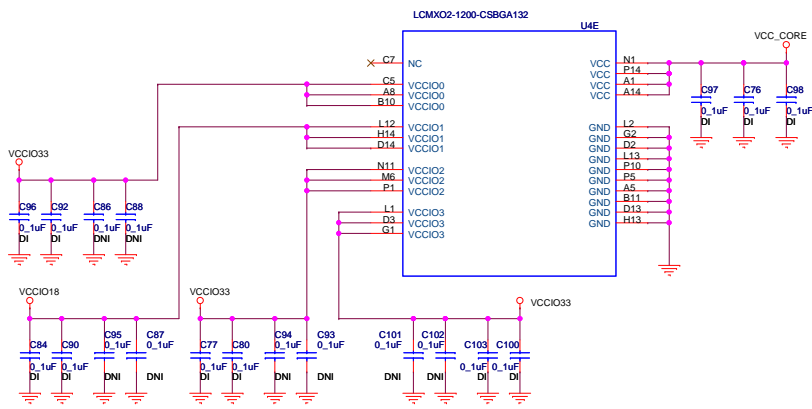 LCMXO2-1200-CSBGA132
U4E
VCC_CORE
C7 NC VCC N1
VCC P14
C5 VCCIO0 VCC A1
A8 VCCIO0 VCC A14
B10 VCCIO0
C97 C76 C98
0_1uF 0_1uF 0_1uF
DI DI DI
L12 VCCIO1 GND L2
H14 VCCIO1 GND G2
D14 VCCIO1 GND D2
GND L13
N11 VCCIO2 GND P10
M6 VCCIO2 GND P5
P1 VCCIO2 GND A5
GND B11
L1 VCCIO3 GND D13
D3 VCCIO3 GND H13
G1 VCCIO3
VCCIO33
C96 C92 C86 C88
0_1uF 0_1uF 0_1uF 0_1uF
DI DI DNI DNI
VCCIO18 VCCIO33 VCCIO33
C84 C90 C95 C87 C77 C80 C94 C93 C101 C102 C103 C100
0_1uF 0_1uF 0_1uF 0_1uF 0_1uF 0_1uF 0_1uF 0_1uF 0_1uF 0_1uF 0_1uF 0_1uF
DI DI DNI DNI DI DI DNI DNI DNI DNI DI DI